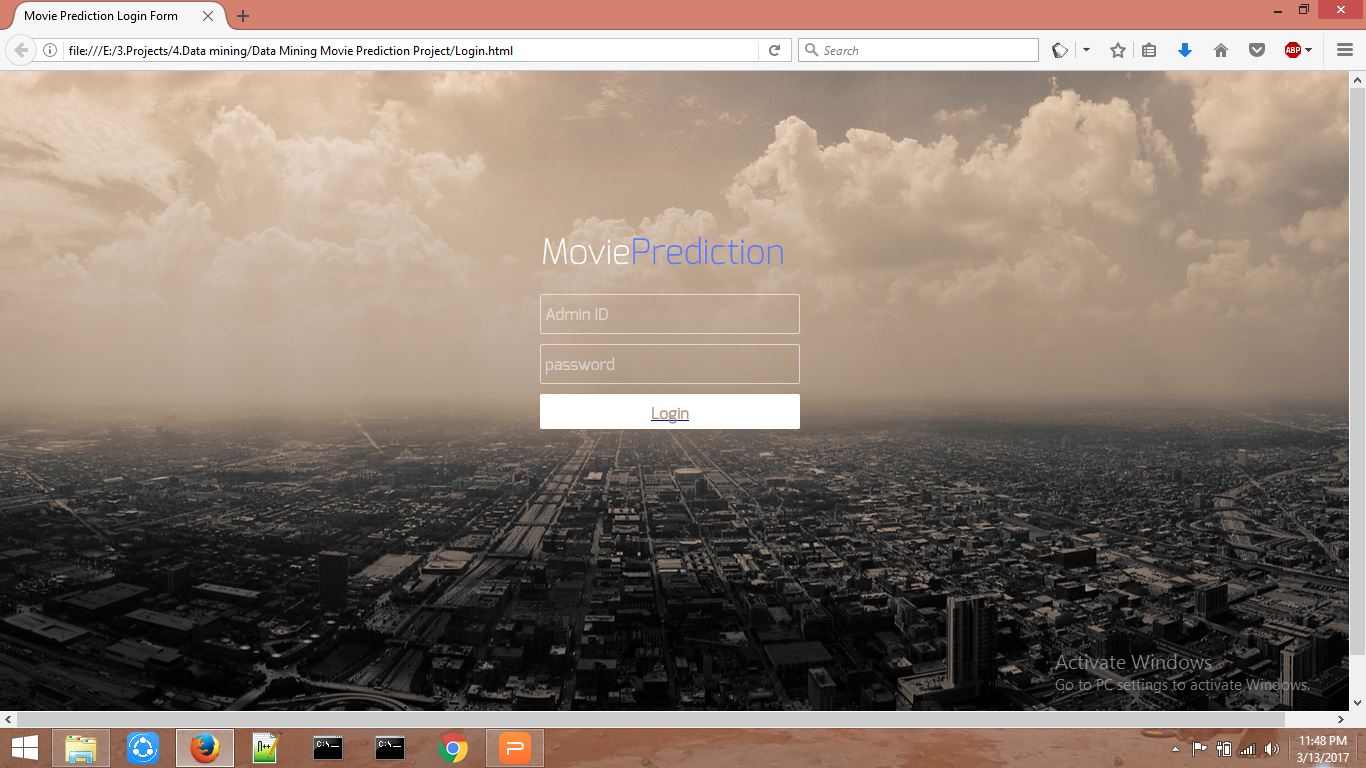 Movie Prediction Login Form
file:///E:/3.Projects/4.Data mining/Data Mining Movie Prediction Project/Login.html
Search
ABP
MoviePrediction
Admin ID
password
Login
Activate Windows
Go to PC settings to activate Windows.
11:48 PM
3/13/2017